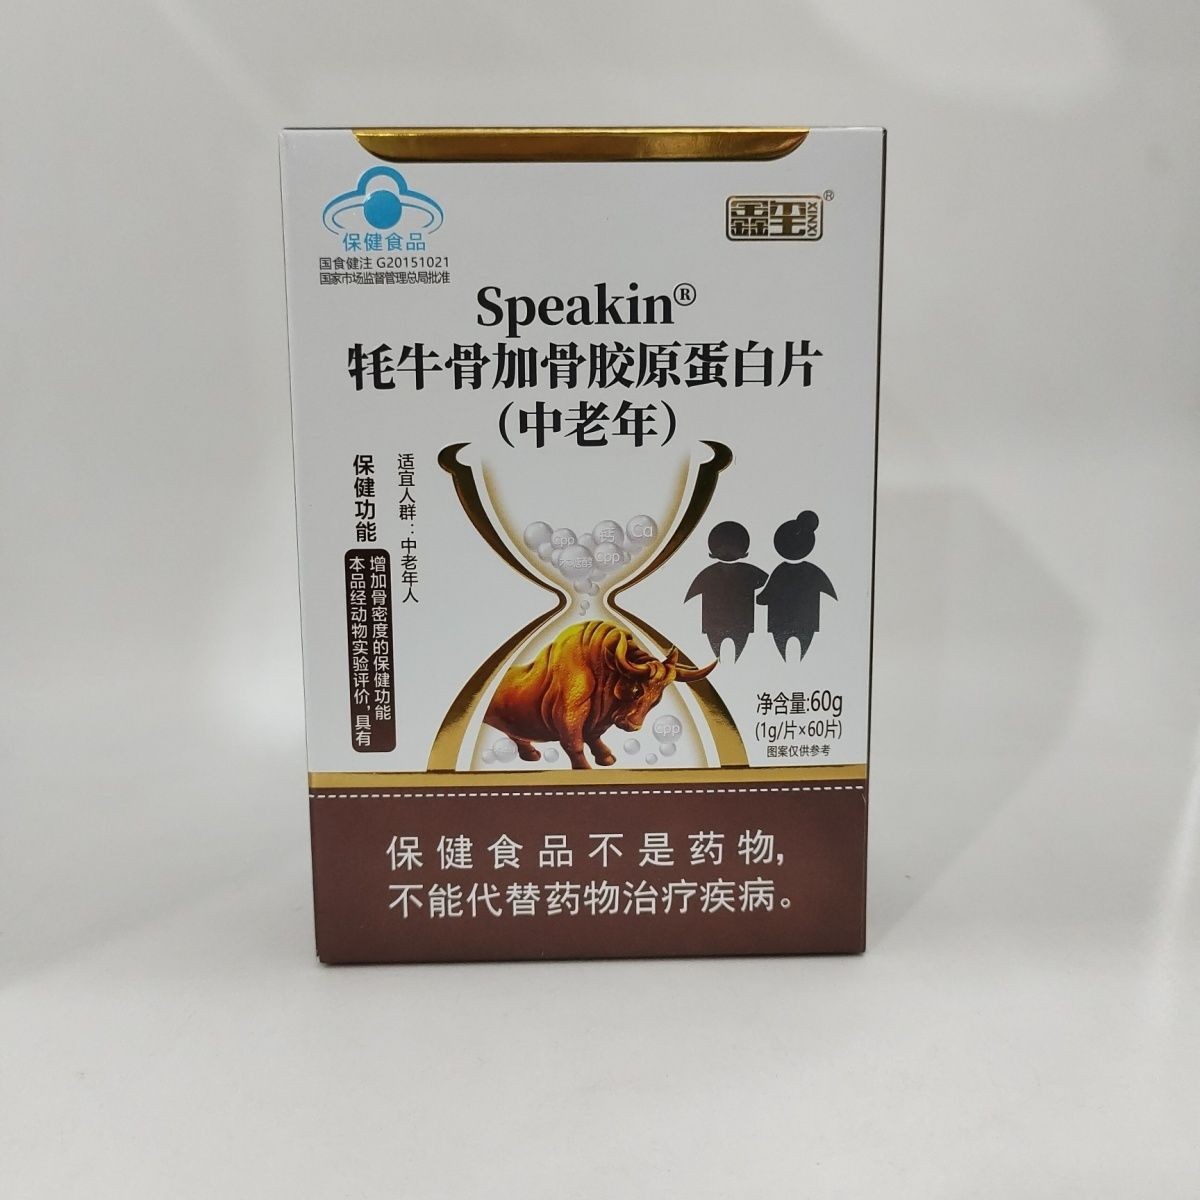 保健食品
国食健注 G20151021
国家市场监督管理总局批准
鑫玺 XINXI ®
Speakin®
牦牛骨加骨胶原蛋白片
(中老年)
保健功能
适宜人群：中老年人
本品经动物实验评价，具有
增加骨密度的保健功能
Cpp
钙
Ca
Cpp
Cpp
净含量:60g
(1g/片×60片)
图案仅供参考
保健食品不是药物，
不能代替药物治疗疾病。